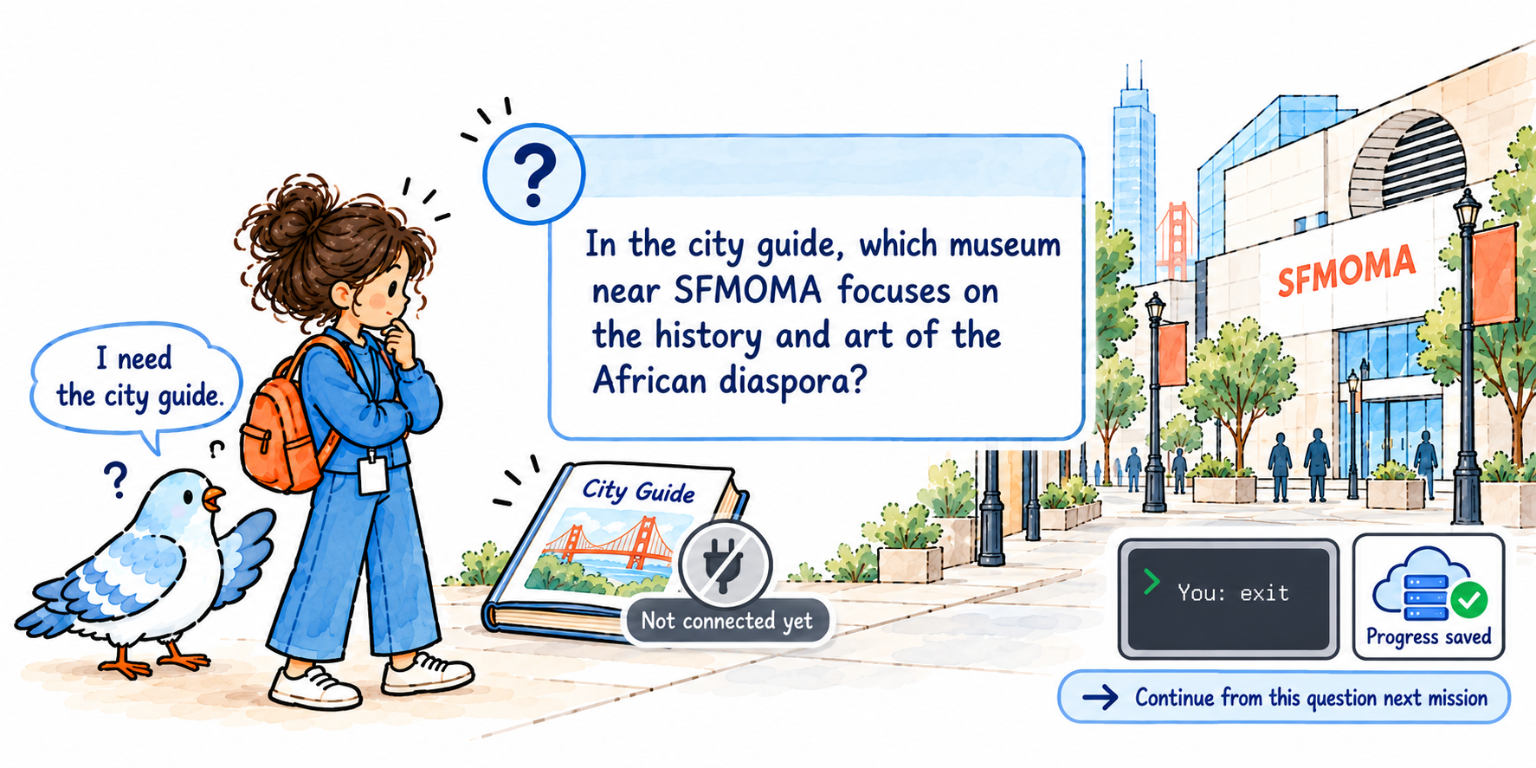 ?
In the city guide, which museum
near SFMOMA focuses on
the history and art of the
African diaspora?
SFMOMA
I need
the city guide.
?
?
City Guide
Not connected yet
> You: exit
Progress saved
→ Continue from this question next mission